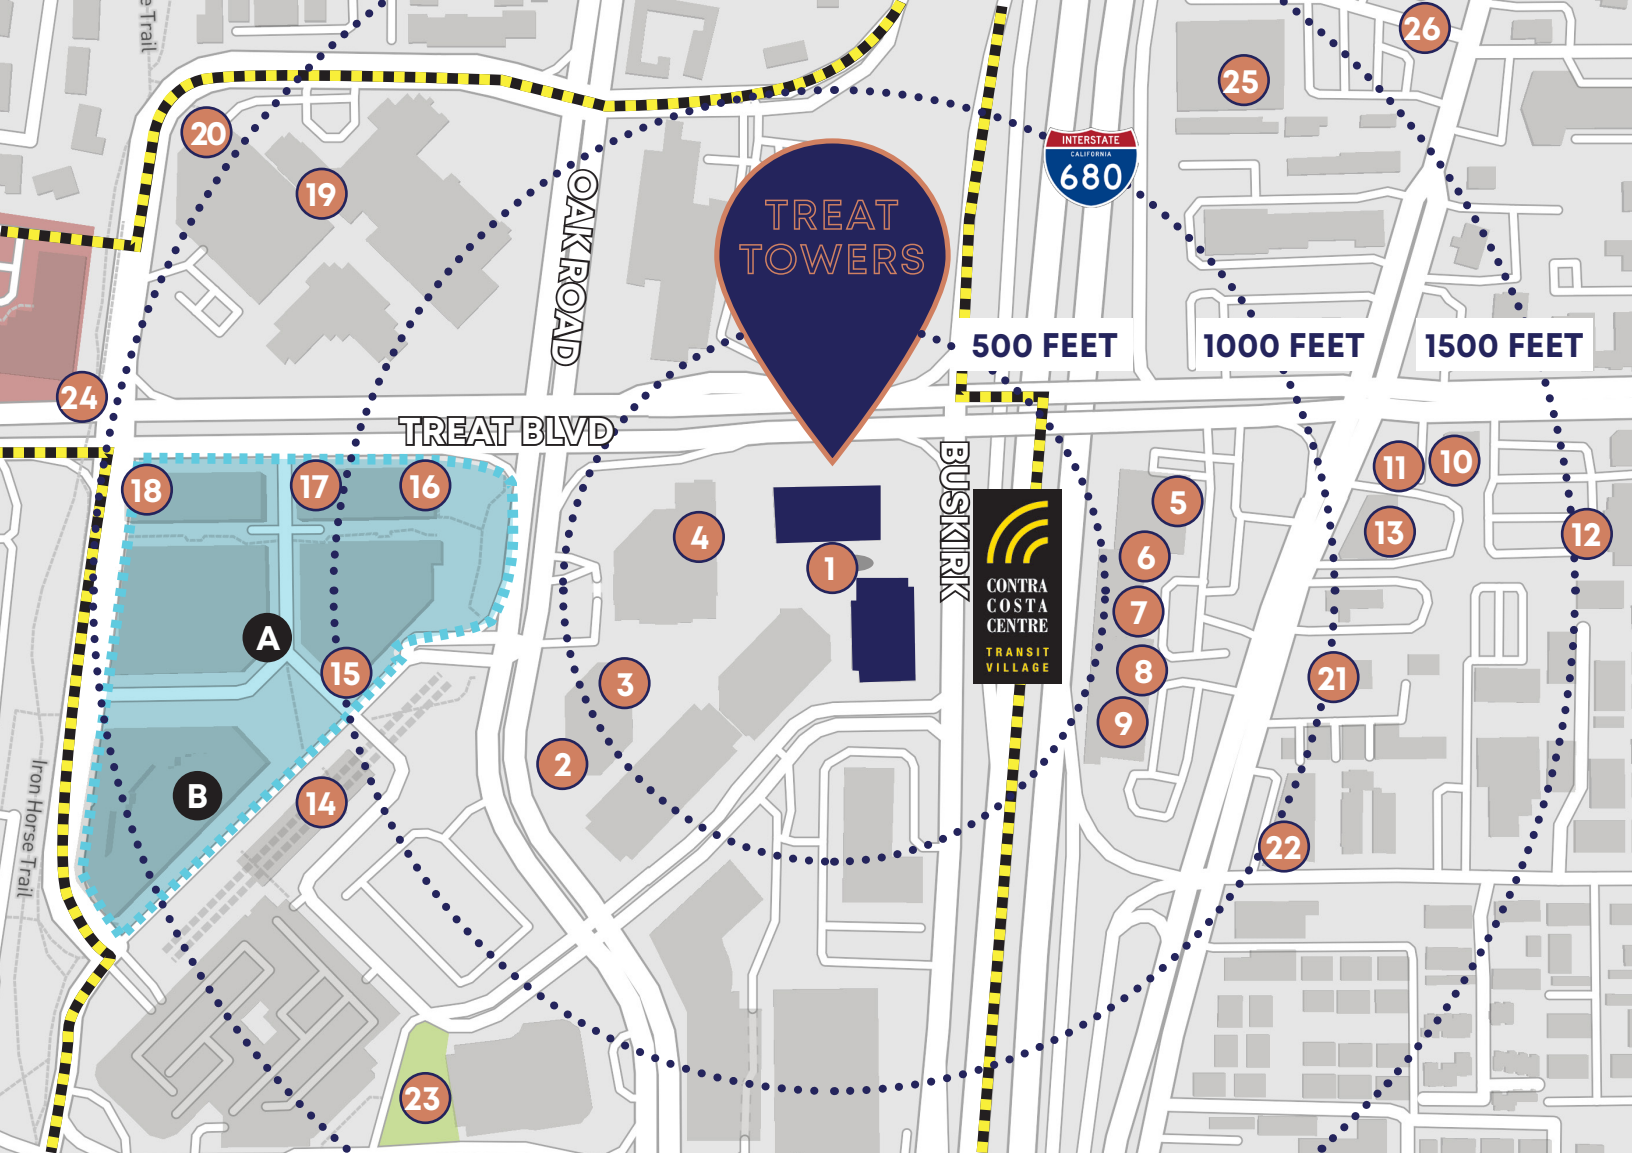 e Trail
26
25
20
INTERSTATE
CALIFORNIA
680
19
OAK ROAD
TREAT
TOWERS
500 FEET
1000 FEET
1500 FEET
24
TREAT BLVD
BUSKIRK
11
10
18
17
16
5
13
12
4
6
1
CONTRA
COSTA
CENTRE
TRANSIT
VILLAGE
7
A
15
3
8
21
9
2
B
14
Iron Horse Trail
22
23